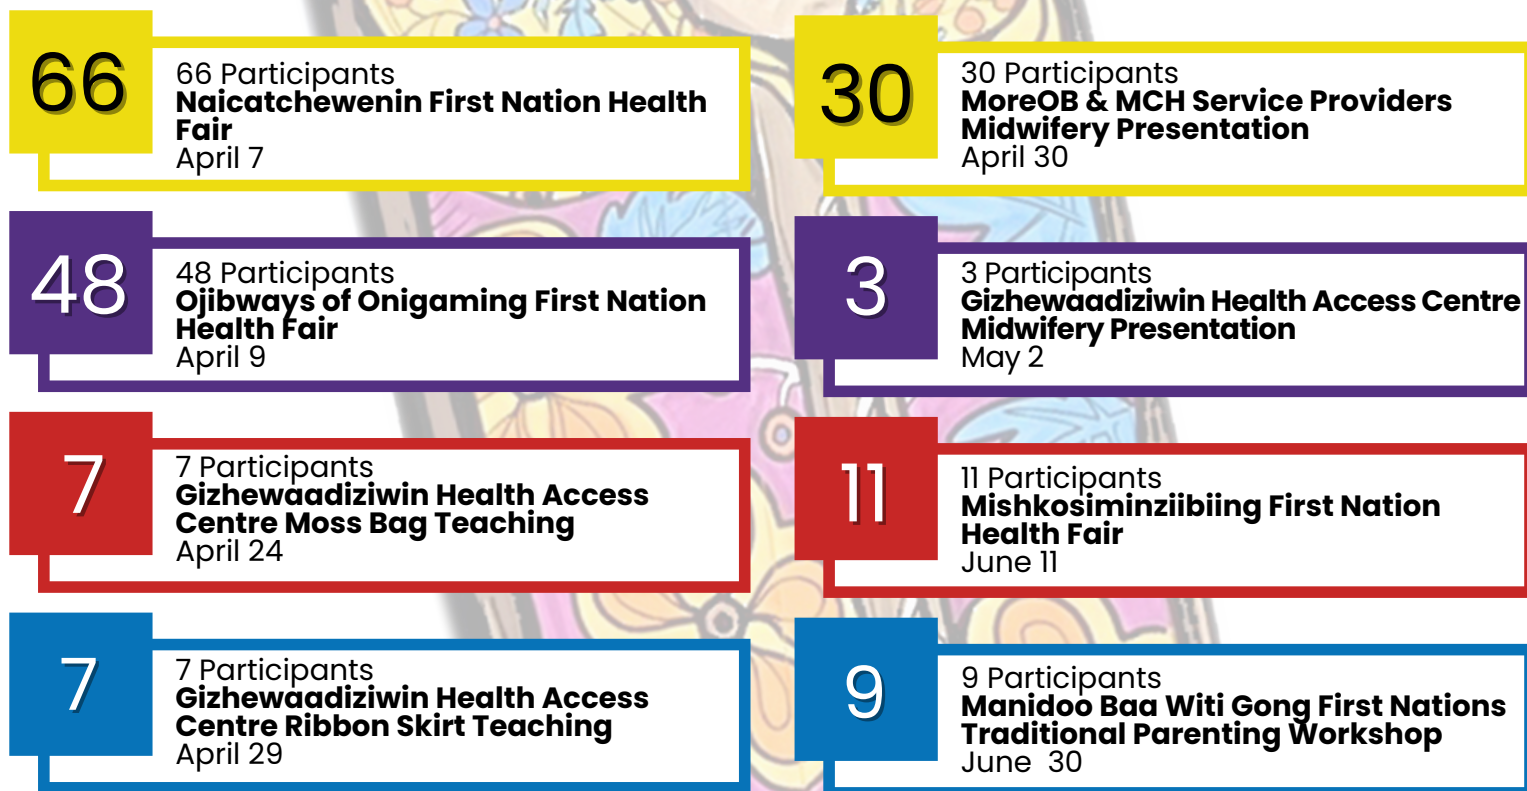 66
66 Participants
Naicatchewenin First Nation Health
Fair
April 7
48
48 Participants
Ojibways of Onigaming First Nation
Health Fair
April 9
7
7 Participants
Gizhewaadiziwin Health Access
Centre Moss Bag Teaching
April 24
7
7 Participants
Gizhewaadiziwin Health Access
Centre Ribbon Skirt Teaching
April 29
30
30 Participants
MoreOB & MCH Service Providers
Midwifery Presentation
April 30
3
3 Participants
Gizhewaadiziwin Health Access Centre
Midwifery Presentation
May 2
11
11 Participants
Mishkosiminziibiing First Nation
Health Fair
June 11
9
9 Participants
Manidoo Baa Witi Gong First Nations
Traditional Parenting Workshop
June 30